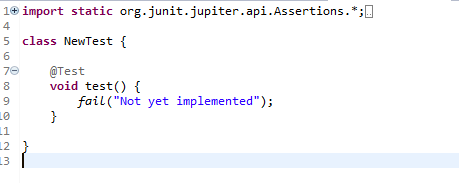 1 import static org.junit.jupiter.api.Assertions.*;
4
5 class NewTest {
6
7 @Test
8 void test() {
9 fail("Not yet implemented");
10 }
11
12 }
13